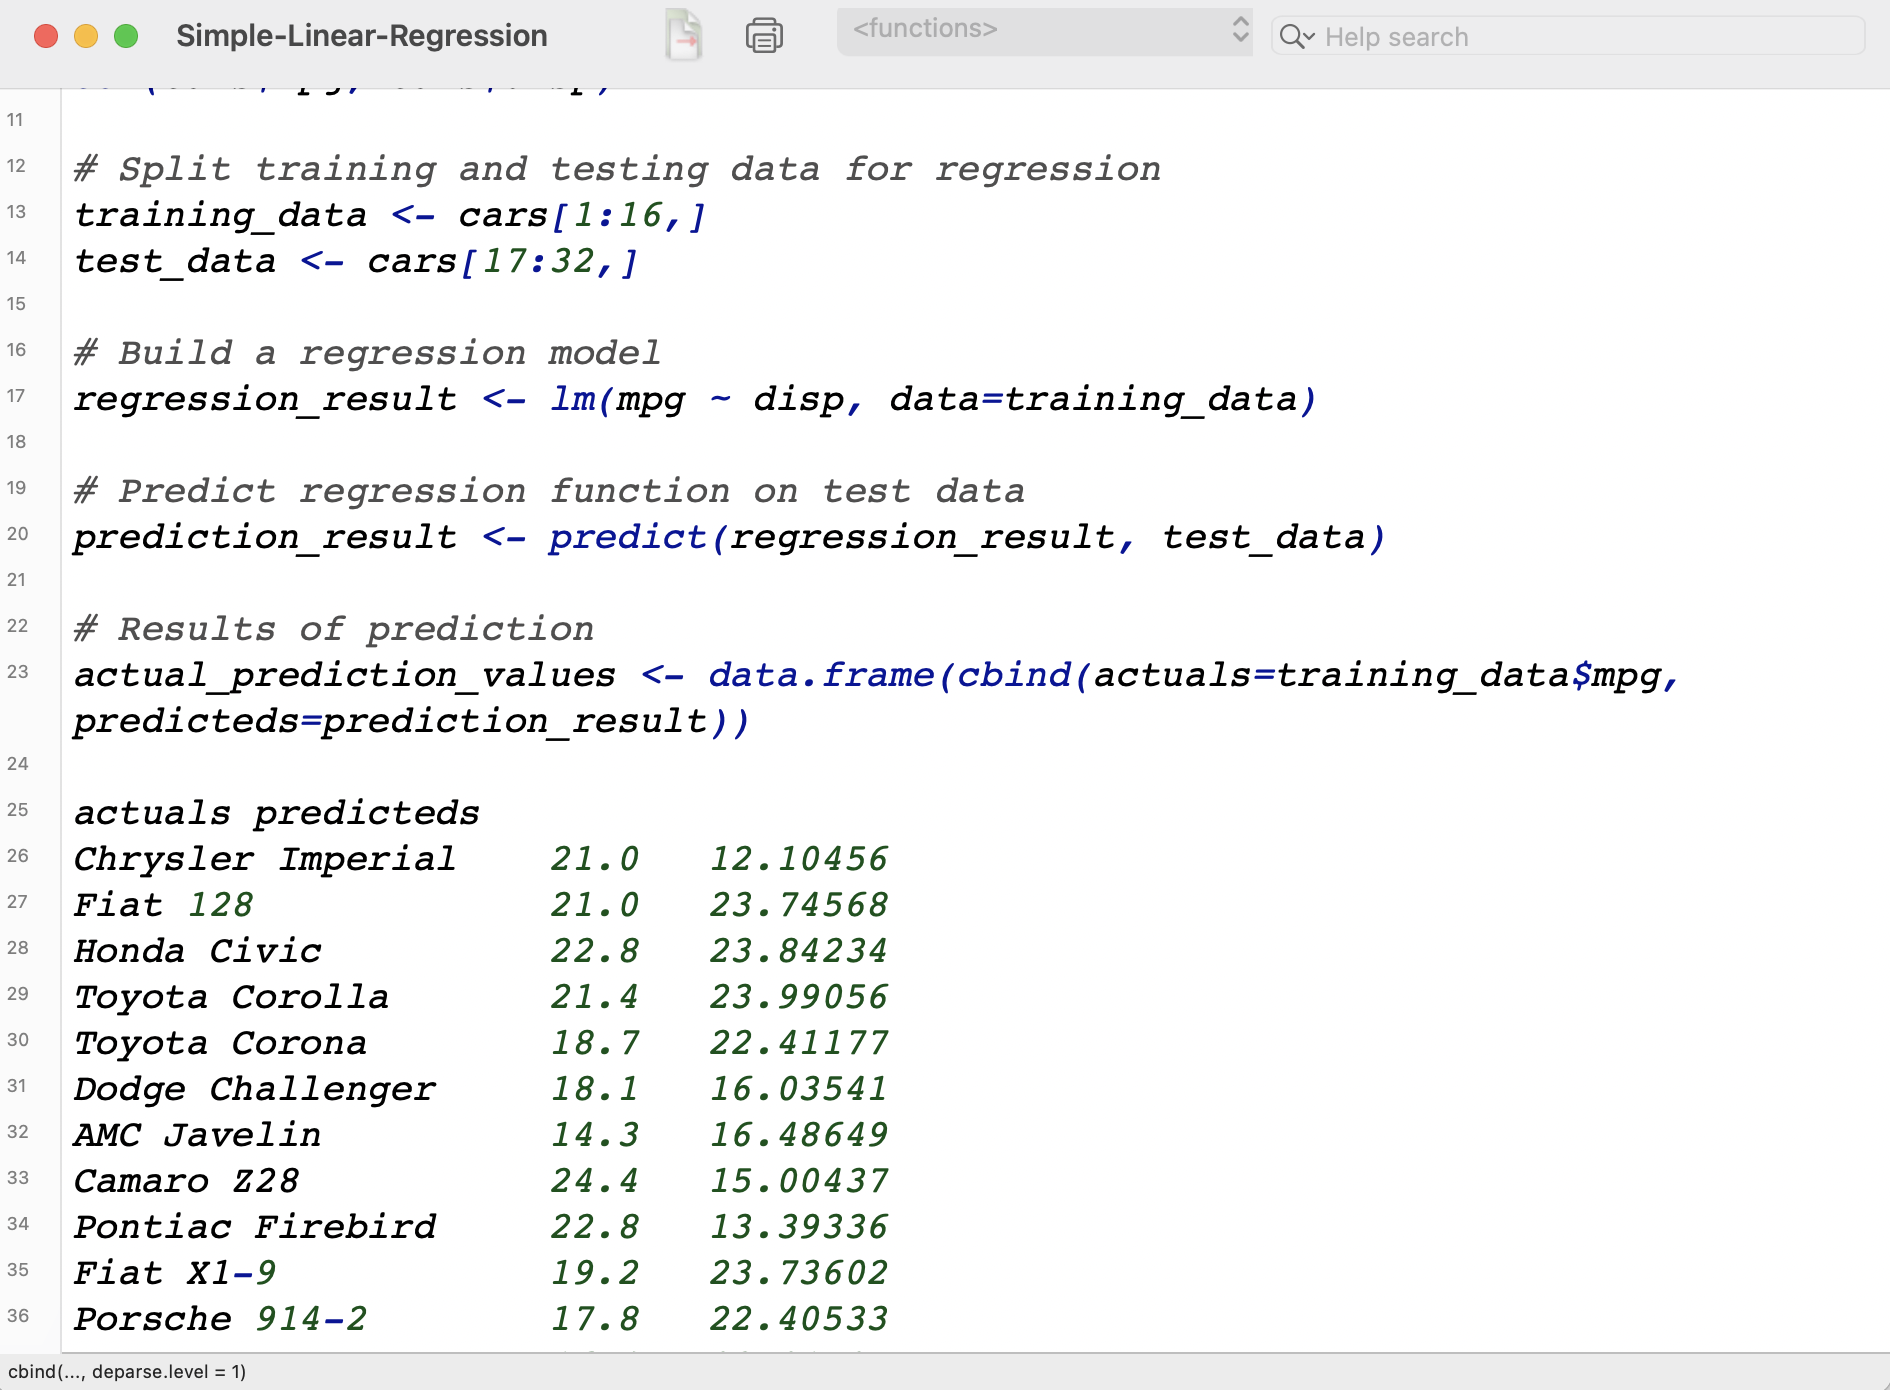 Simple-Linear-Regression
<functions>
Help search
11
12 # Split training and testing data for regression
13 training_data <- cars[1:16,]
14 test_data <- cars[17:32,]
15
16 # Build a regression model
17 regression_result <- lm(mpg ~ disp, data=training_data)
18
19 # Predict regression function on test data
20 prediction_result <- predict(regression_result, test_data)
21
22 # Results of prediction
23 actual_prediction_values <- data.frame(cbind(actuals=training_data$mpg,
predicteds=prediction_result))
24
25 actuals predicteds
26 Chrysler Imperial    21.0   12.10456
27 Fiat 128             21.0   23.74568
28 Honda Civic          22.8   23.84234
29 Toyota Corolla       21.4   23.99056
30 Toyota Corona        18.7   22.41177
31 Dodge Challenger     18.1   16.03541
32 AMC Javelin          14.3   16.48649
33 Camaro Z28           24.4   15.00437
34 Pontiac Firebird     22.8   13.39336
35 Fiat X1-9            19.2   23.73602
36 Porsche 914-2        17.8   22.40533
cbind(..., deparse.level = 1)